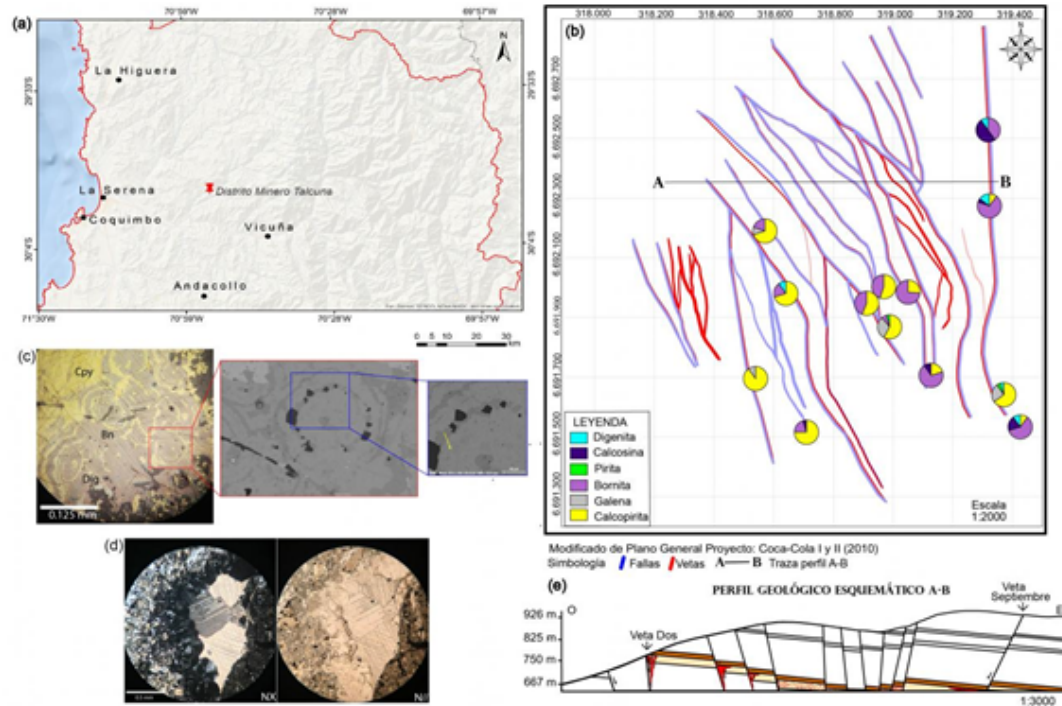 (a)
70°59'W
70°28'W
69°57'W
N
La Higuera
29°33'S
29°33'S
La Serena
Distrito Minero Talcuna
Coquimbo
Vicuña
30°4'S
30°4'S
Andacollo
71°30'W
70°59'W
70°28'W
69°57'W
0 5 10 20 30
km
(b)
318.000
318.200
318.400
318.600
318.800
319.000
319.200
319.400
6.692.700
6.692.500
6.692.300
6.692.100
6.691.900
6.691.700
6.691.500
6.691.300
A
B
LEYENDA
Digenita
Calcosina
Pirita
Bornita
Galena
Calcopirita
Escala
1:2000
Modificado de Plano General Proyecto: Coca-Cola I y II (2010)
Simbología Fallas Vetas A B Traza perfil A-B
(c)
Cpy
Bn
Dig
0.125 mm
(d)
NX
N//
(e)
PERFIL GEOLÓGICO ESQUEMÁTICO A-B
Veta
Septiembre
926 m
O
E
825 m
Veta Dos
750 m
667 m
1:3000